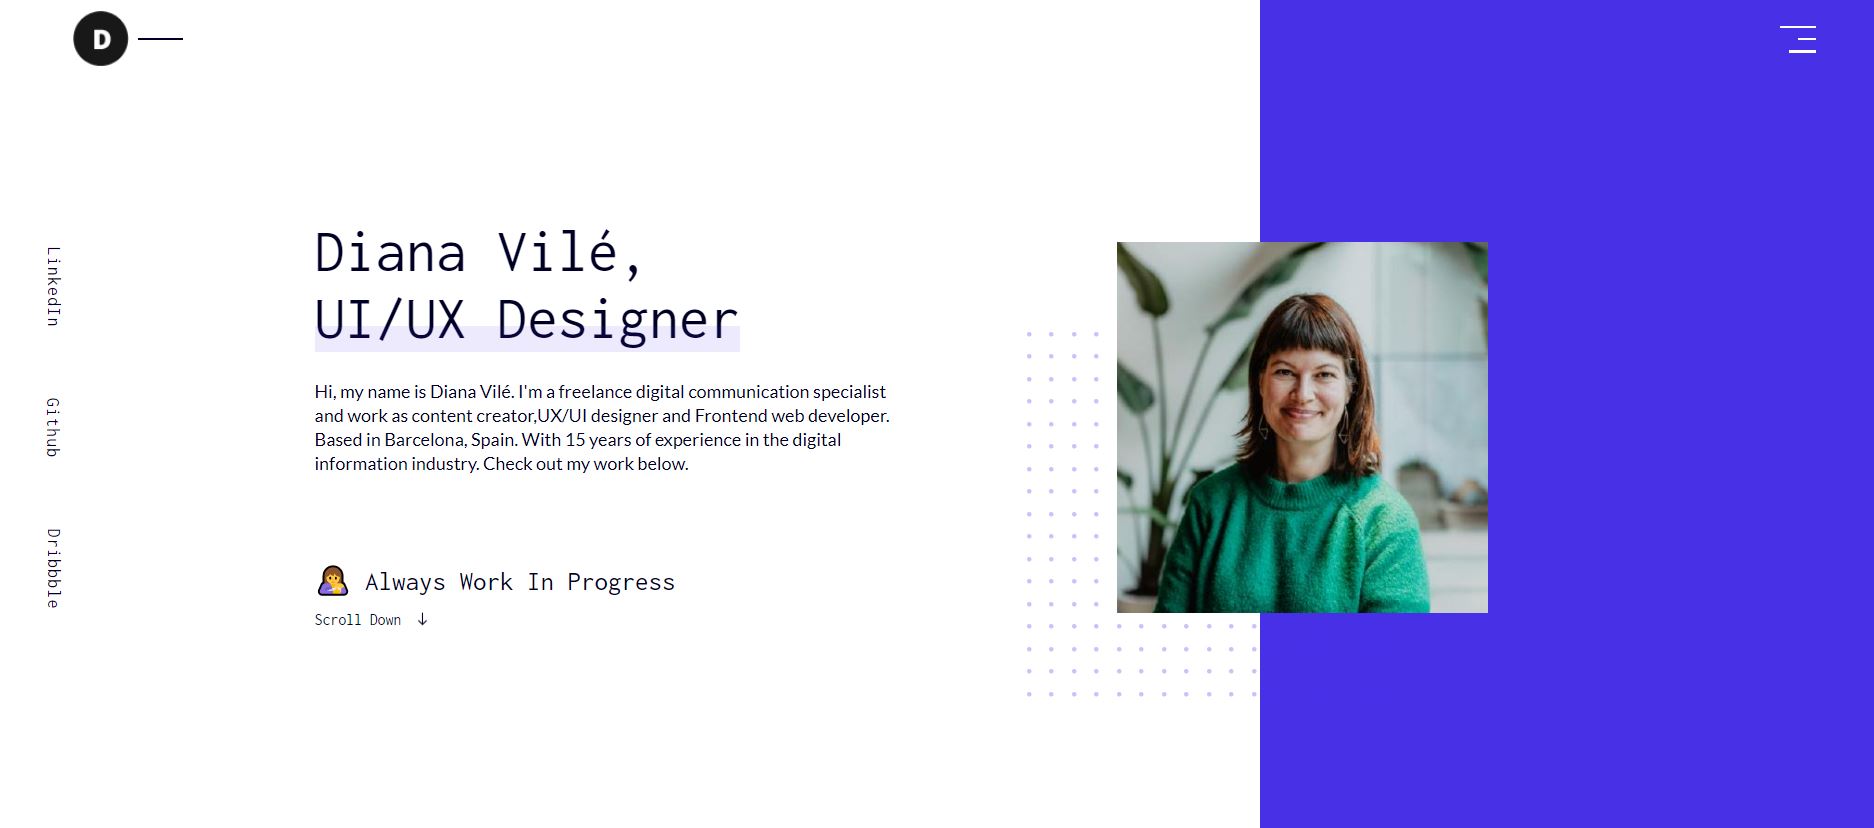 D
LinkedIn
Github
Dribbble
Diana Vilé,
UI/UX Designer
Hi, my name is Diana Vilé. I'm a freelance digital communication specialist
and work as content creator,UX/UI designer and Frontend web developer.
Based in Barcelona, Spain. With 15 years of experience in the digital
information industry. Check out my work below.
Always Work In Progress
Scroll Down ↓